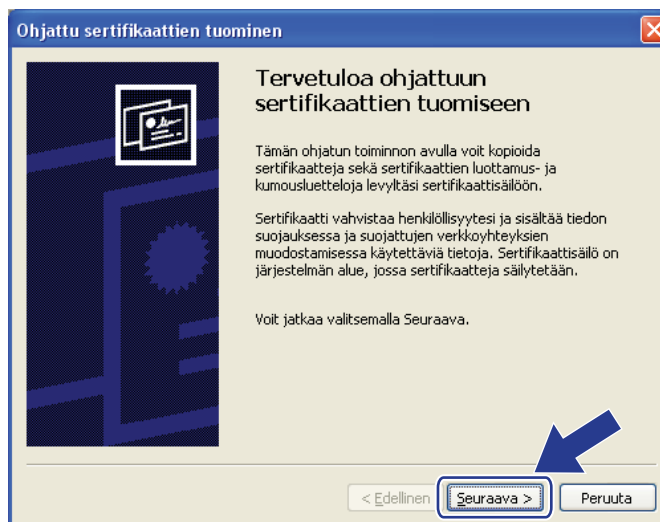 Ohjattu sertifikaattien tuominen
Tervetuloa ohjattuun
sertifikaattien tuomiseen
Tämän ohjatun toiminnon avulla voit kopioida
sertifikaatteja sekä sertifikaattien luottamus- ja
kumousluetteloja levyltäsi sertifikaattisäilöön.
Sertifikaatti vahvistaa henkilöllisyytesi ja sisältää tiedon
suojauksessa ja suojattujen verkkoyhteyksien
muodostamisessa käytettäviä tietoja. Sertifikaattisäilö on
järjestelmän alue, jossa sertifikaatteja säilytetään.
Voit jatkaa valitsemalla Seuraava.
< Edellinen Seuraava > Peruuta